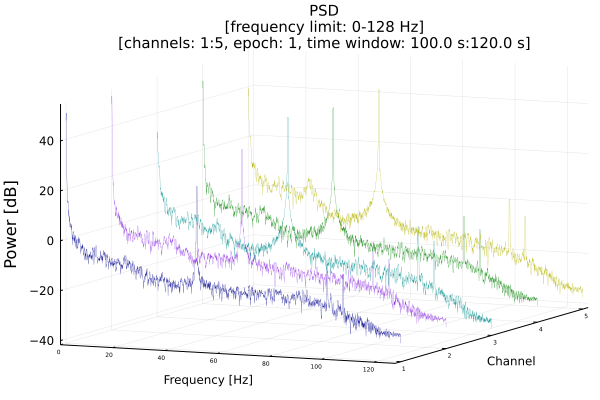 PSD
[frequency limit: 0-128 Hz]
[channels: 1:5, epoch: 1, time window: 100.0 s:120.0 s]
Power [dB]
40
20
0
−20
−40
0
20
40
60
80
100
120
Frequency [Hz]
1
2
3
4
5
Channel